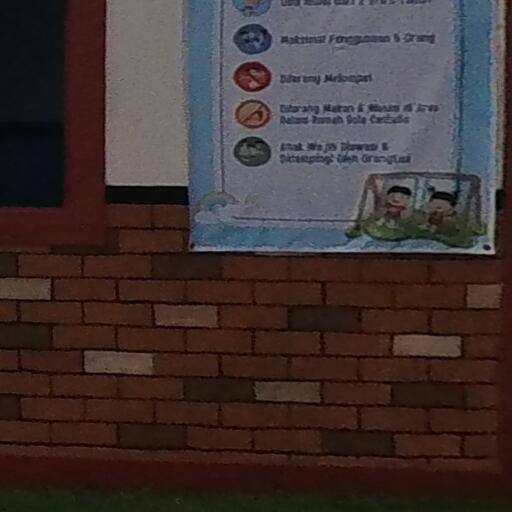 Maksimal Penggunaan 5 Orang
Dilarang Melompat
Dilarang Makan & Minum di Area
Dalam Rumah Bola
Anak Wajib Diawasi &
Didampingi Oleh Orangtua